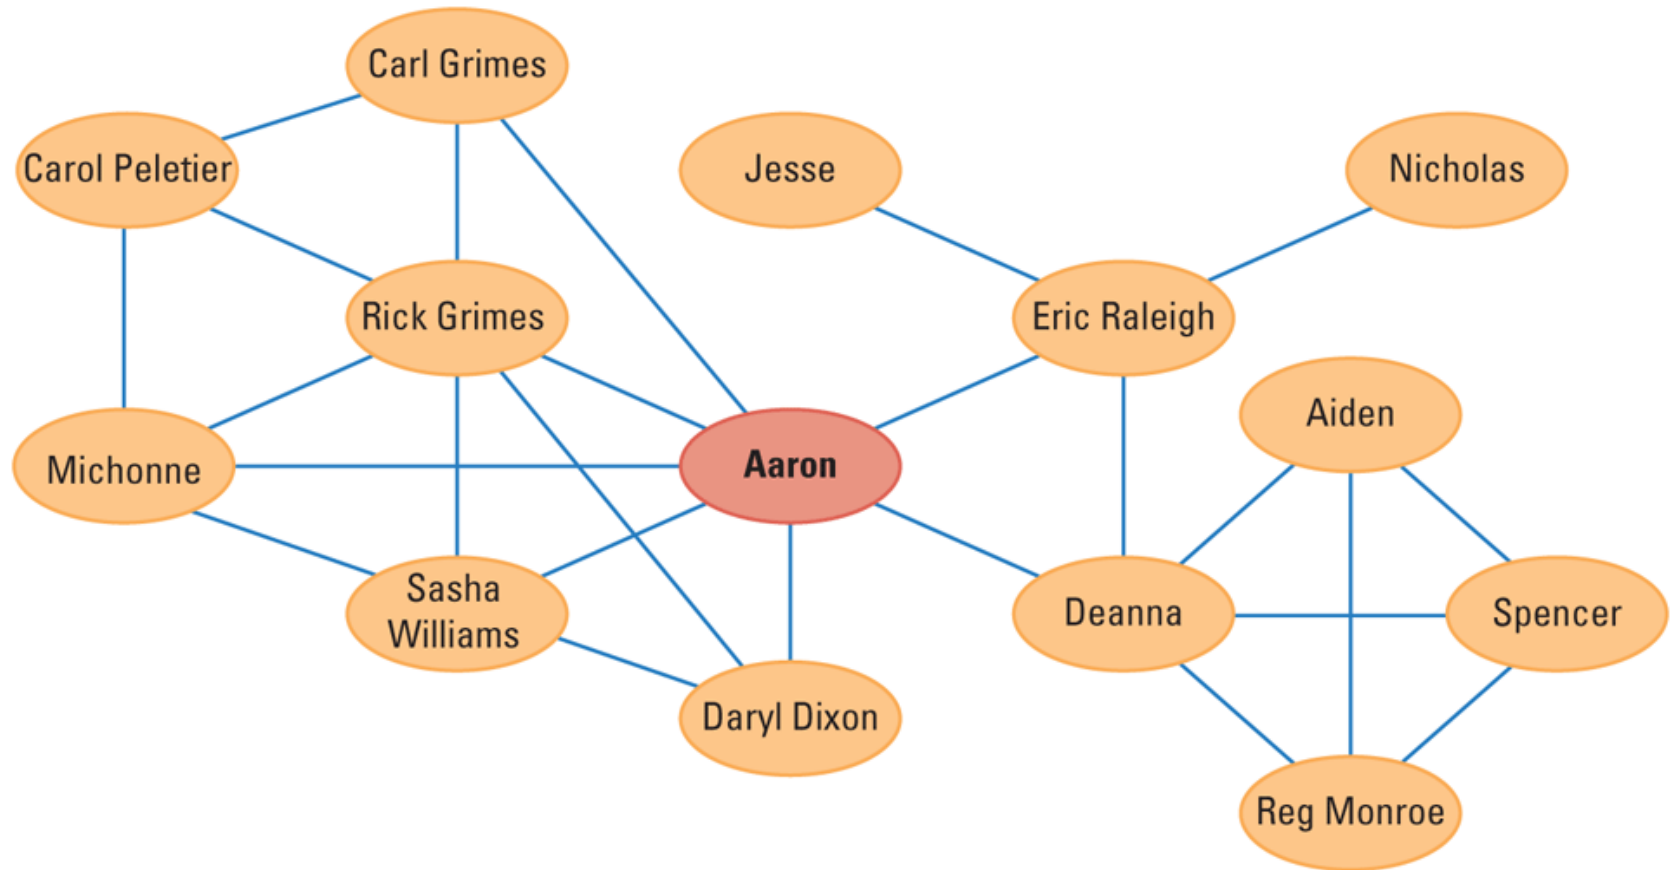 Carl Grimes
Carol Peletier
Jesse
Nicholas
Rick Grimes
Eric Raleigh
Aiden
Michonne
Aaron
Sasha
Williams
Deanna
Spencer
Daryl Dixon
Reg Monroe